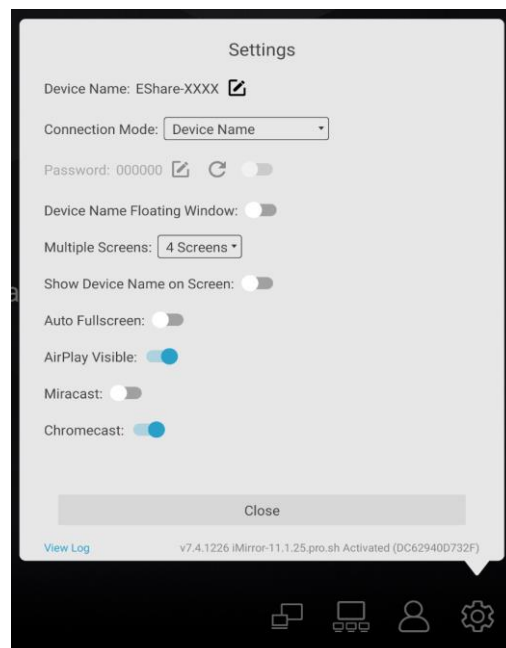 Settings
Device Name: EShare-XXXX
Connection Mode: Device Name
Password: 000000
Device Name Floating Window:
Multiple Screens: 4 Screens
Show Device Name on Screen:
a
Auto Fullscreen:
AirPlay Visible:
Miracast:
Chromecast:
Close
View Log v7.4.1226 iMirror-11.1.25.pro.sh Activated (DC62940D732F)